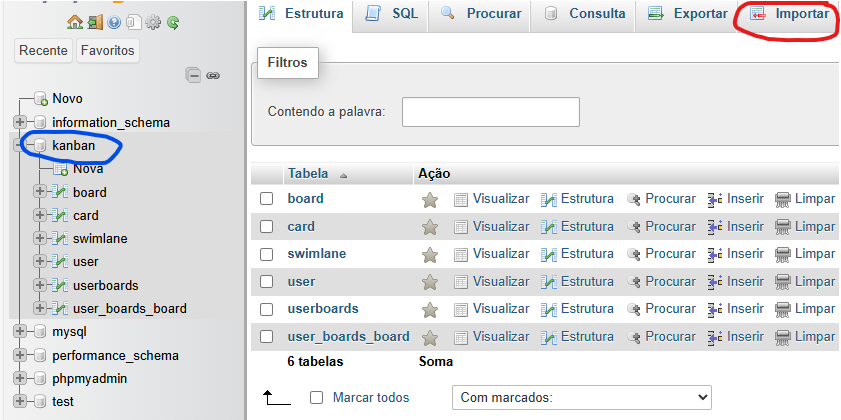 Estrutura SQL Procurar Consulta Exportar Importar
Recente Favoritos
Novo
information_schema
kanban
Nova
board
card
swimlane
user
userboards
user_boards_board
mysql
performance_schema
phpmyadmin
test
Filtros
Contendo a palavra:
Tabela Ação
board Visualizar Estrutura Procurar Inserir Limpar
card Visualizar Estrutura Procurar Inserir Limpar
swimlane Visualizar Estrutura Procurar Inserir Limpar
user Visualizar Estrutura Procurar Inserir Limpar
userboards Visualizar Estrutura Procurar Inserir Limpar
user_boards_board Visualizar Estrutura Procurar Inserir Limpar
6 tabelas Soma
Marcar todos Com marcados: